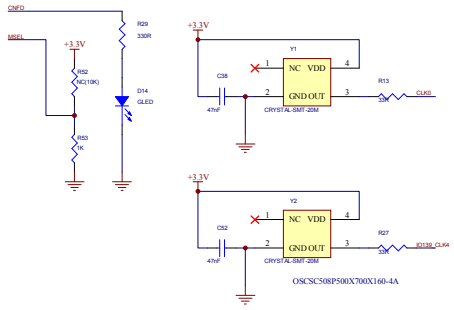 CNFD
R29
330R
MSEL
+3.3V
R52
NC(10K)
D14
GLED
R53
1K
+3.3V
Y1
1 NC VDD 4
C38
R13
2 GND OUT 3
33R
CLK0
47nF
CRYSTAL-SMT-20M
+3.3V
Y2
1 NC VDD 4
C52
R27
2 GND OUT 3
33R
IO139_CLK4
47nF
CRYSTAL-SMT-20M
OSCSC508P500X700X160-4A